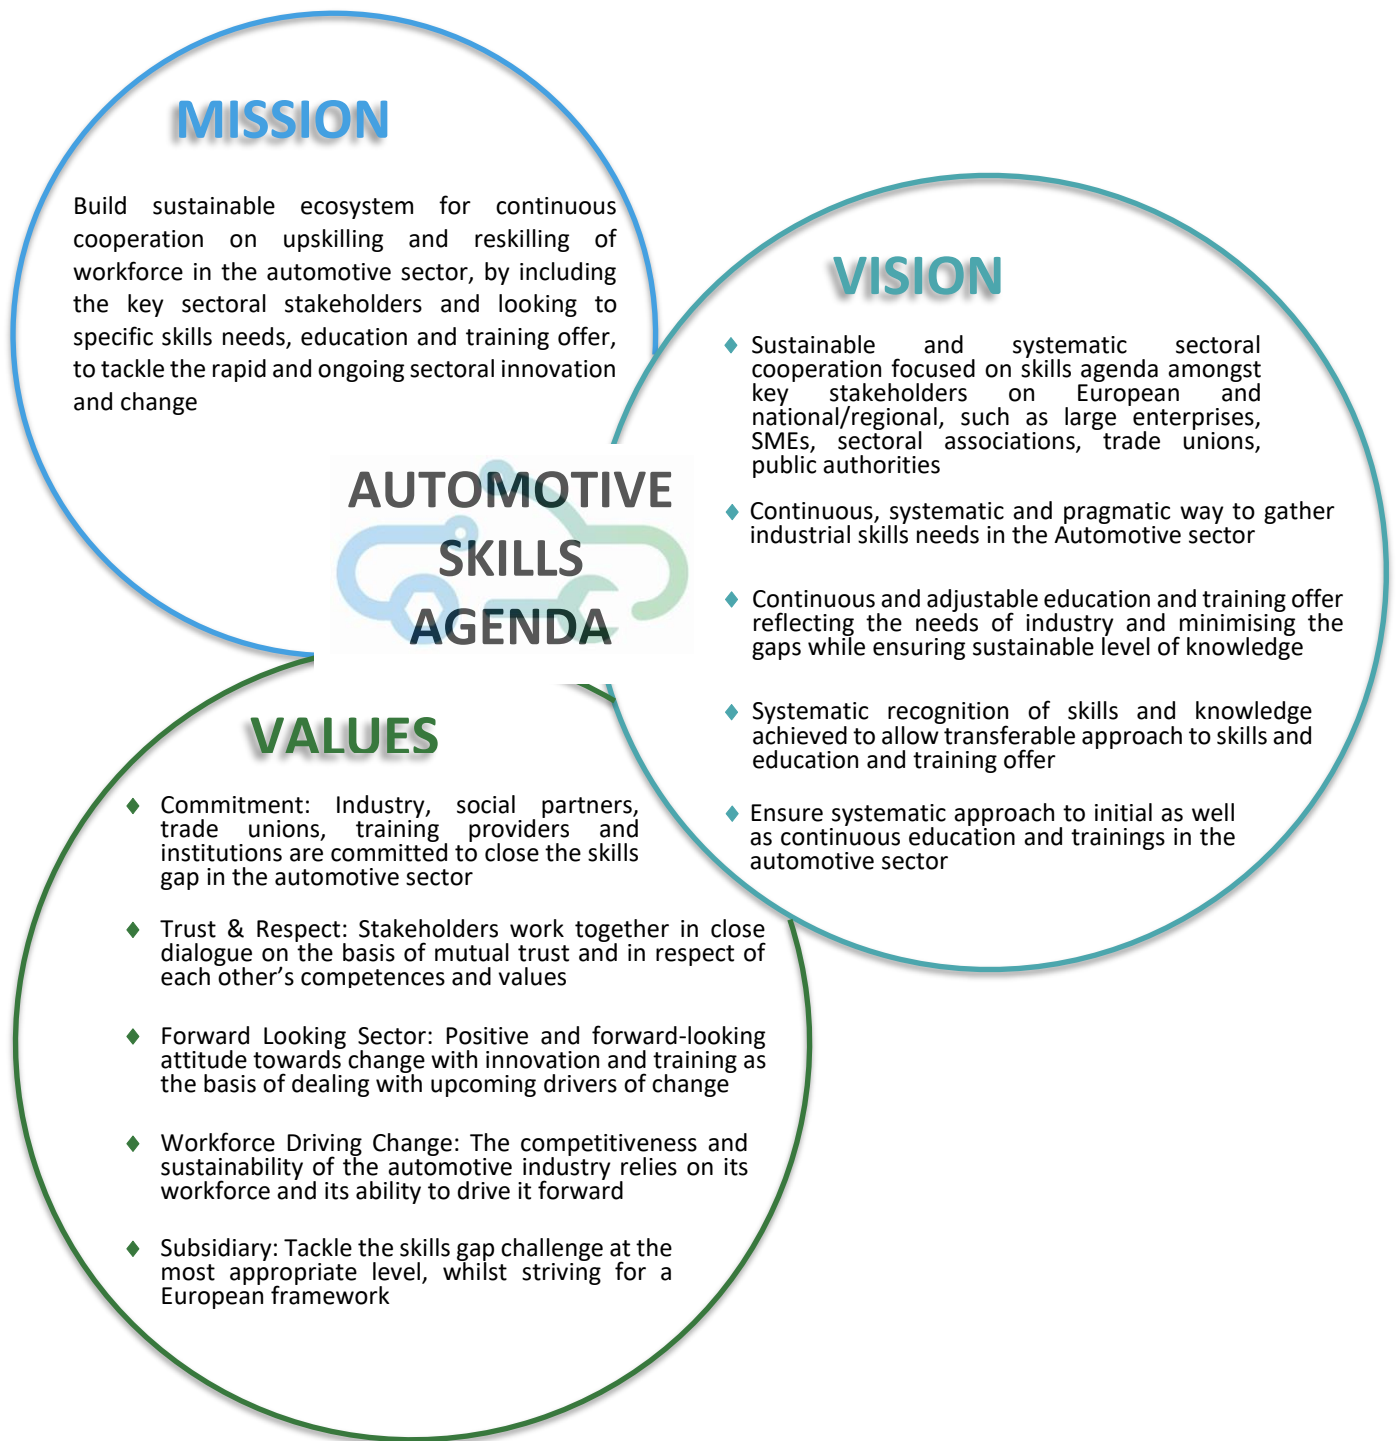 MISSION
Build sustainable ecosystem for continuous
cooperation on upskilling and reskilling of
workforce in the automotive sector, by including
the key sectoral stakeholders and looking to
specific skills needs, education and training offer,
to tackle the rapid and ongoing sectoral innovation
and change
VISION
♦ Sustainable and systematic sectoral
cooperation focused on skills agenda amongst
key stakeholders on European and
national/regional, such as large enterprises,
SMEs, sectoral associations, trade unions,
public authorities
♦ Continuous, systematic and pragmatic way to gather
industrial skills needs in the Automotive sector
♦ Continuous and adjustable education and training offer
reflecting the needs of industry and minimising the
gaps while ensuring sustainable level of knowledge
♦ Systematic recognition of skills and knowledge
achieved to allow transferable approach to skills and
education and training offer
♦ Ensure systematic approach to initial as well
as continuous education and trainings in the
automotive sector
AUTOMOTIVE
SKILLS
AGENDA
VALUES
♦ Commitment: Industry, social partners,
trade unions, training providers and
institutions are committed to close the skills
gap in the automotive sector
♦ Trust & Respect: Stakeholders work together in close
dialogue on the basis of mutual trust and in respect of
each other’s competences and values
♦ Forward Looking Sector: Positive and forward-looking
attitude towards change with innovation and training as
the basis of dealing with upcoming drivers of change
♦ Workforce Driving Change: The competitiveness and
sustainability of the automotive industry relies on its
workforce and its ability to drive it forward
♦ Subsidiary: Tackle the skills gap challenge at the
most appropriate level, whilst striving for a
European framework